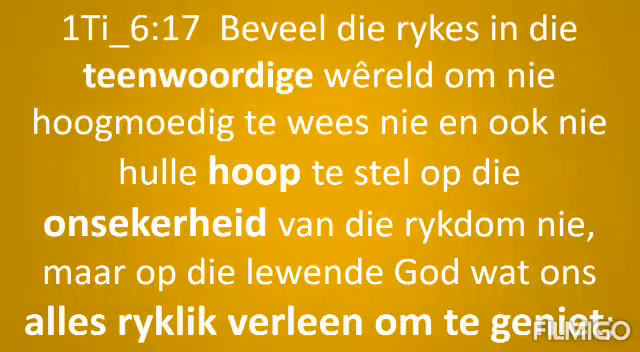 1Ti_6:17 Beveel die rykes in die
teenwoordige wêreld om nie
hoogmoedig te wees nie en ook nie
hulle hoop te stel op die
onsekerheid van die rykdom nie,
maar op die lewende God wat ons
alles ryklik verleen om te geniet;
FILMIGO